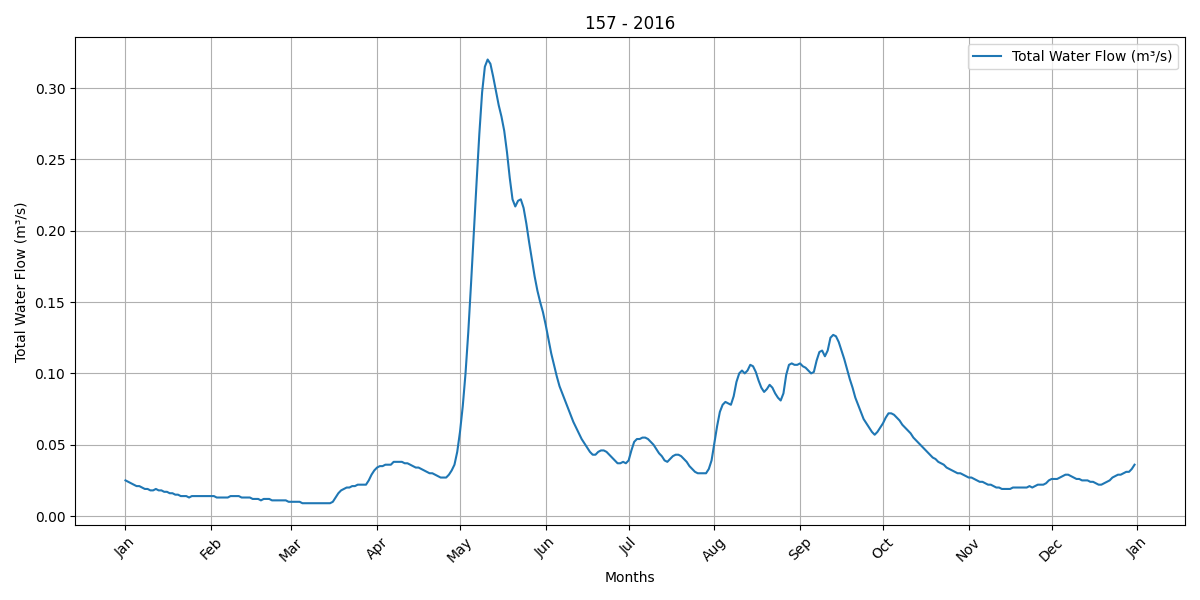 157 - 2016
Total Water Flow (m³/s)
Total Water Flow (m³/s)
0.30
0.25
0.20
0.15
0.10
0.05
0.00
Jan Feb Mar Apr May Jun Jul Aug Sep Oct Nov Dec Jan
Months